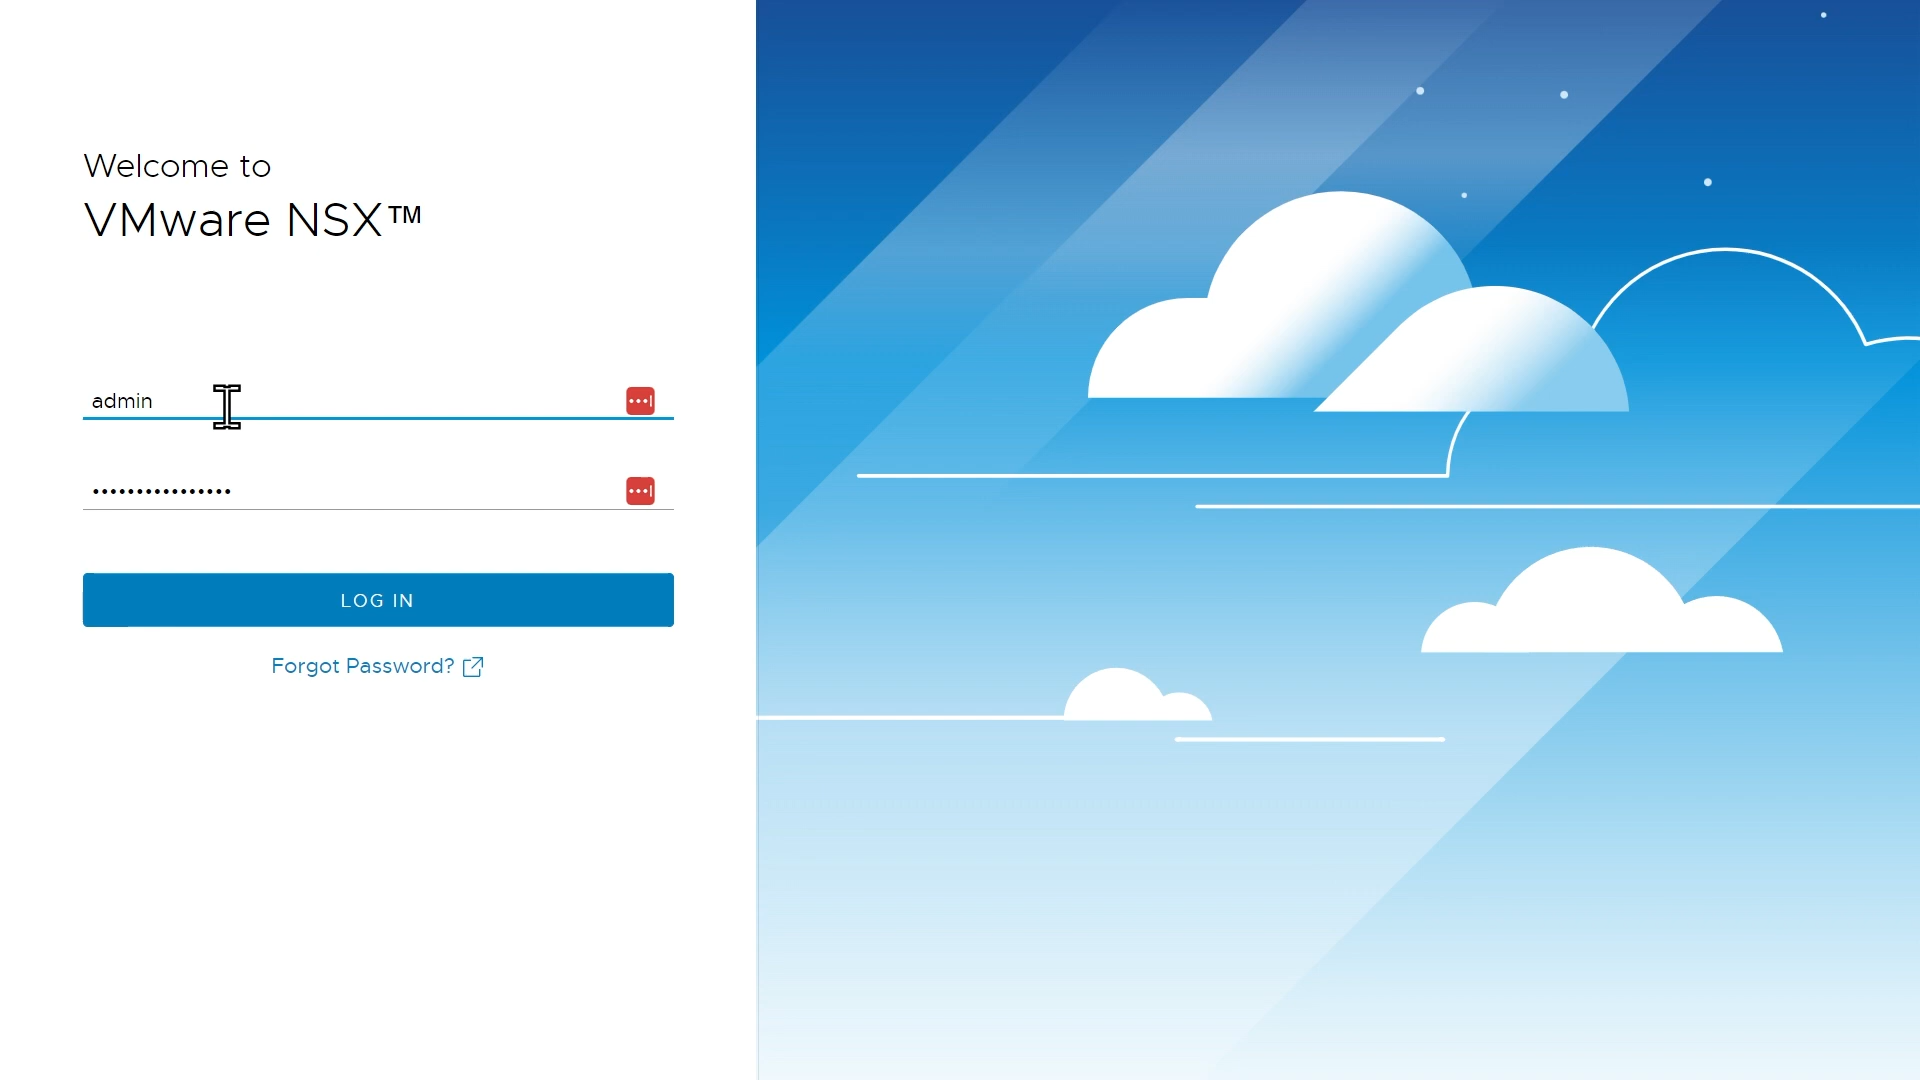 Welcome to
VMware NSX™
admin
••••••••••••••••
LOG IN
Forgot Password?